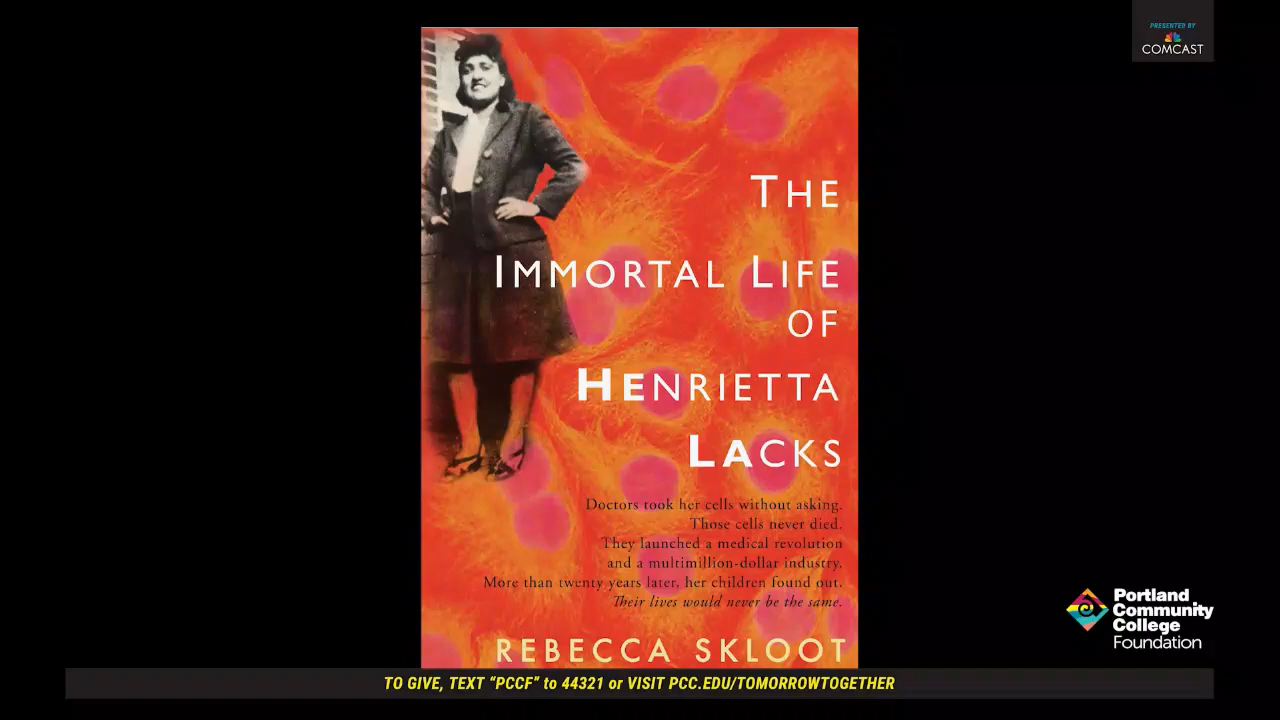 PRESENTED BY
COMCAST
THE
IMMORTAL LIFE
OF
HENRIETTA
LACKS
Doctors took her cells without asking.
Those cells never died.
They launched a medical revolution
and a multimillion-dollar industry.
More than twenty years later, her children found out.
Their lives would never be the same.
REBECCA SKLOOT
Portland
Community
College
Foundation
TO GIVE, TEXT “PCCF” to 44321 or VISIT PCC.EDU/TOMORROWTOGETHER